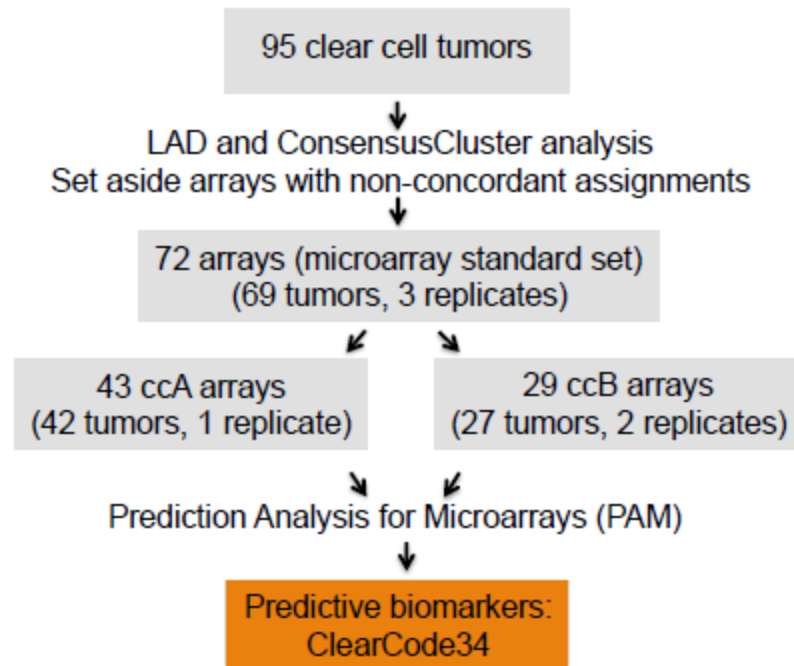 95 clear cell tumors
LAD and ConsensusCluster analysis
Set aside arrays with non-concordant assignments
72 arrays (microarray standard set)
(69 tumors, 3 replicates)
43 ccA arrays
(42 tumors, 1 replicate)
29 ccB arrays
(27 tumors, 2 replicates)
Prediction Analysis for Microarrays (PAM)
Predictive biomarkers:
ClearCode34